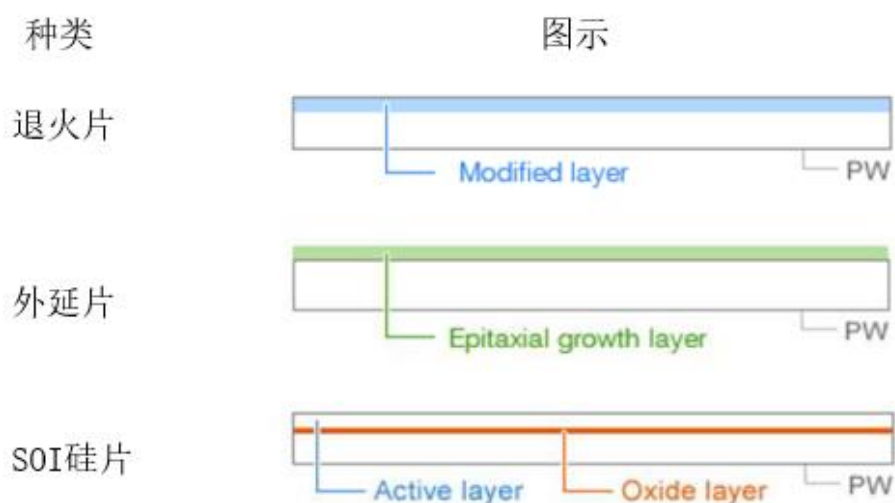 种类 图示
退火片
Modified layer PW
外延片
Epitaxial growth layer PW
SOI硅片
Active layer Oxide layer PW